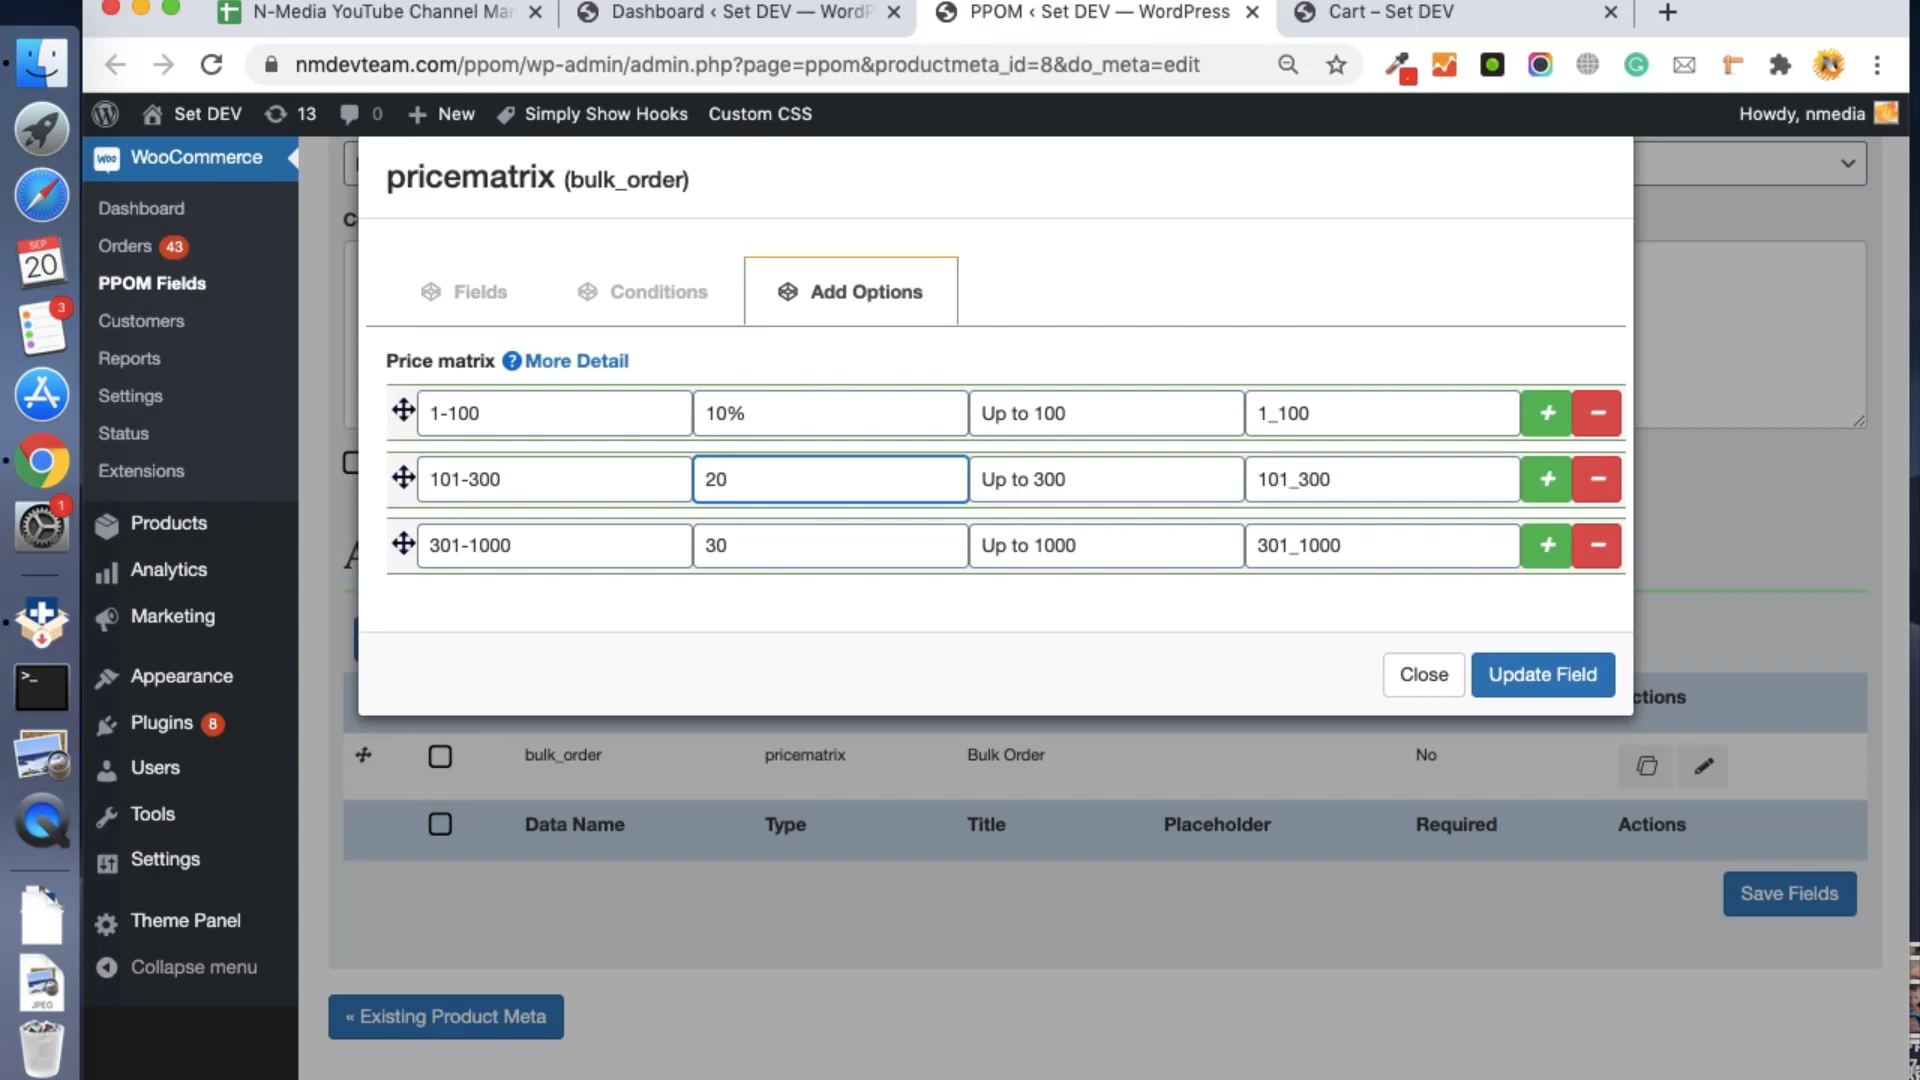 N-Media YouTube Channel Mar
Dashboard ‹ Set DEV — WordP
PPOM ‹ Set DEV — WordPress
Cart – Set DEV
nmdevteam.com/ppom/wp-admin/admin.php?page=ppom&productmeta_id=8&do_meta=edit
Set DEV
13
0
New
Simply Show Hooks
Custom CSS
Howdy, nmedia
WooCommerce
Dashboard
Orders 43
PPOM Fields
Customers
Reports
Settings
Status
Extensions
Products
Analytics
Marketing
Appearance
Plugins 8
Users
Tools
Settings
Theme Panel
Collapse menu
SEP
20
3
1
JPEG
pricematrix (bulk_order)
Fields
Conditions
Add Options
Price matrix ? More Detail
1-100 10% Up to 100 1_100 + −
101-300 20 Up to 300 101_300 + −
301-1000 30 Up to 1000 301_1000 + −
Close
Update Field
ctions
bulk_order pricematrix Bulk Order No
Data Name Type Title Placeholder Required Actions
Save Fields
« Existing Product Meta